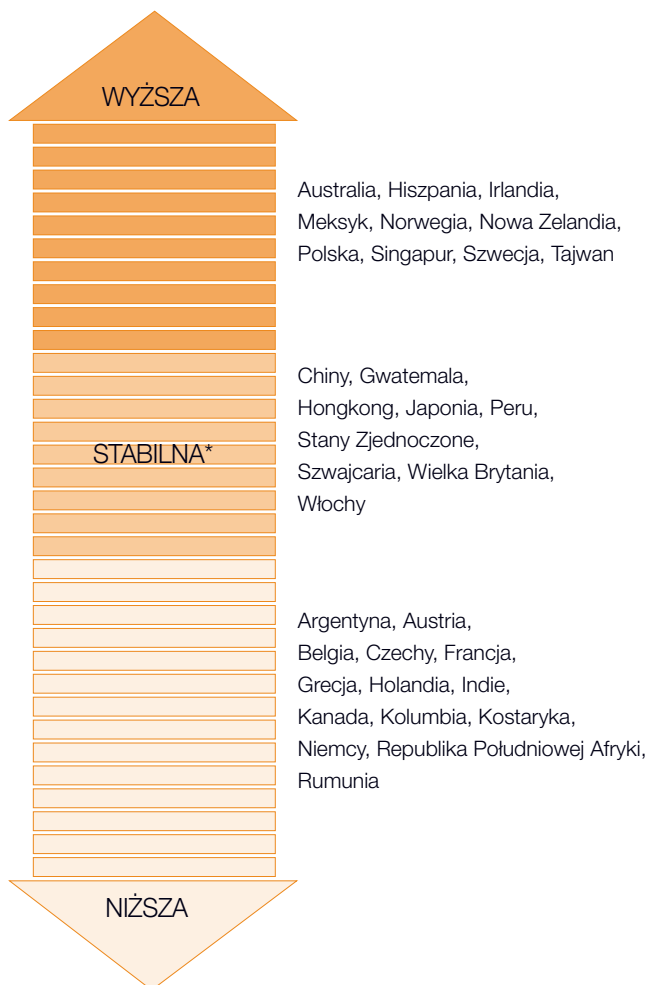 WYŻSZA
Australia, Hiszpania, Irlandia,
Meksyk, Norwegia, Nowa Zelandia,
Polska, Singapur, Szwecja, Tajwan
Chiny, Gwatemala,
Hongkong, Japonia, Peru,
Stany Zjednoczone,
Szwajcaria, Wielka Brytania,
Włochy
STABILNA*
Argentyna, Austria,
Belgia, Czechy, Francja,
Grecja, Holandia, Indie,
Kanada, Kolumbia, Kostaryka,
Niemcy, Republika Południowej Afryki,
Rumunia
NIŻSZA